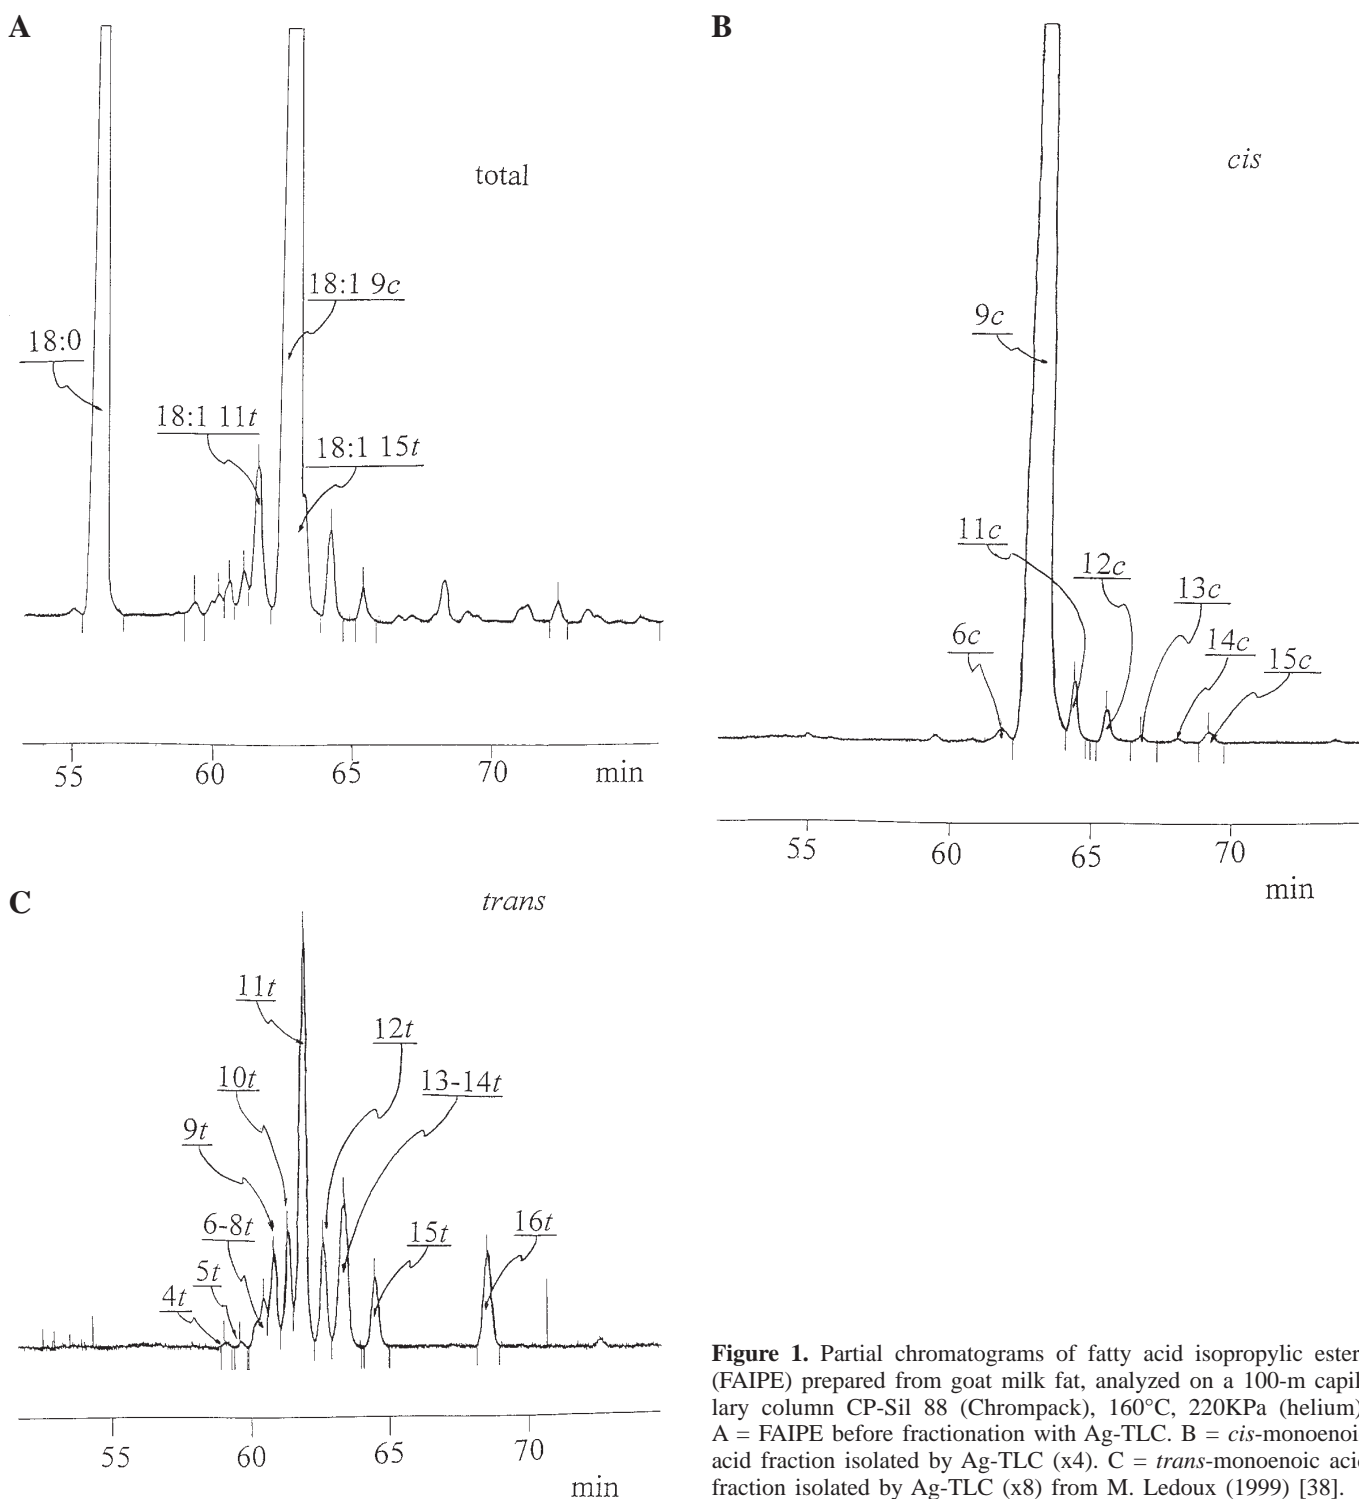 A
total
18:1 9c
18:0
18:1 11t
18:1 15t
55 60 65 70 min
B
cis
9c
11c
12c
13c
6c
14c
15c
55 60 65 70
min
C
trans
11t
12t
10t
13-14t
9t
6-8t
16t
15t
5t
4t
55 60 65 70
min
Figure 1. Partial chromatograms of fatty acid isopropylic ester
(FAIPE) prepared from goat milk fat, analyzed on a 100-m capil-
lary column CP-Sil 88 (Chrompack), 160°C, 220KPa (helium)
A = FAIPE before fractionation with Ag-TLC. B = cis-monoenoi
acid fraction isolated by Ag-TLC (x4). C = trans-monoenoic acid
fraction isolated by Ag-TLC (x8) from M. Ledoux (1999) [38].